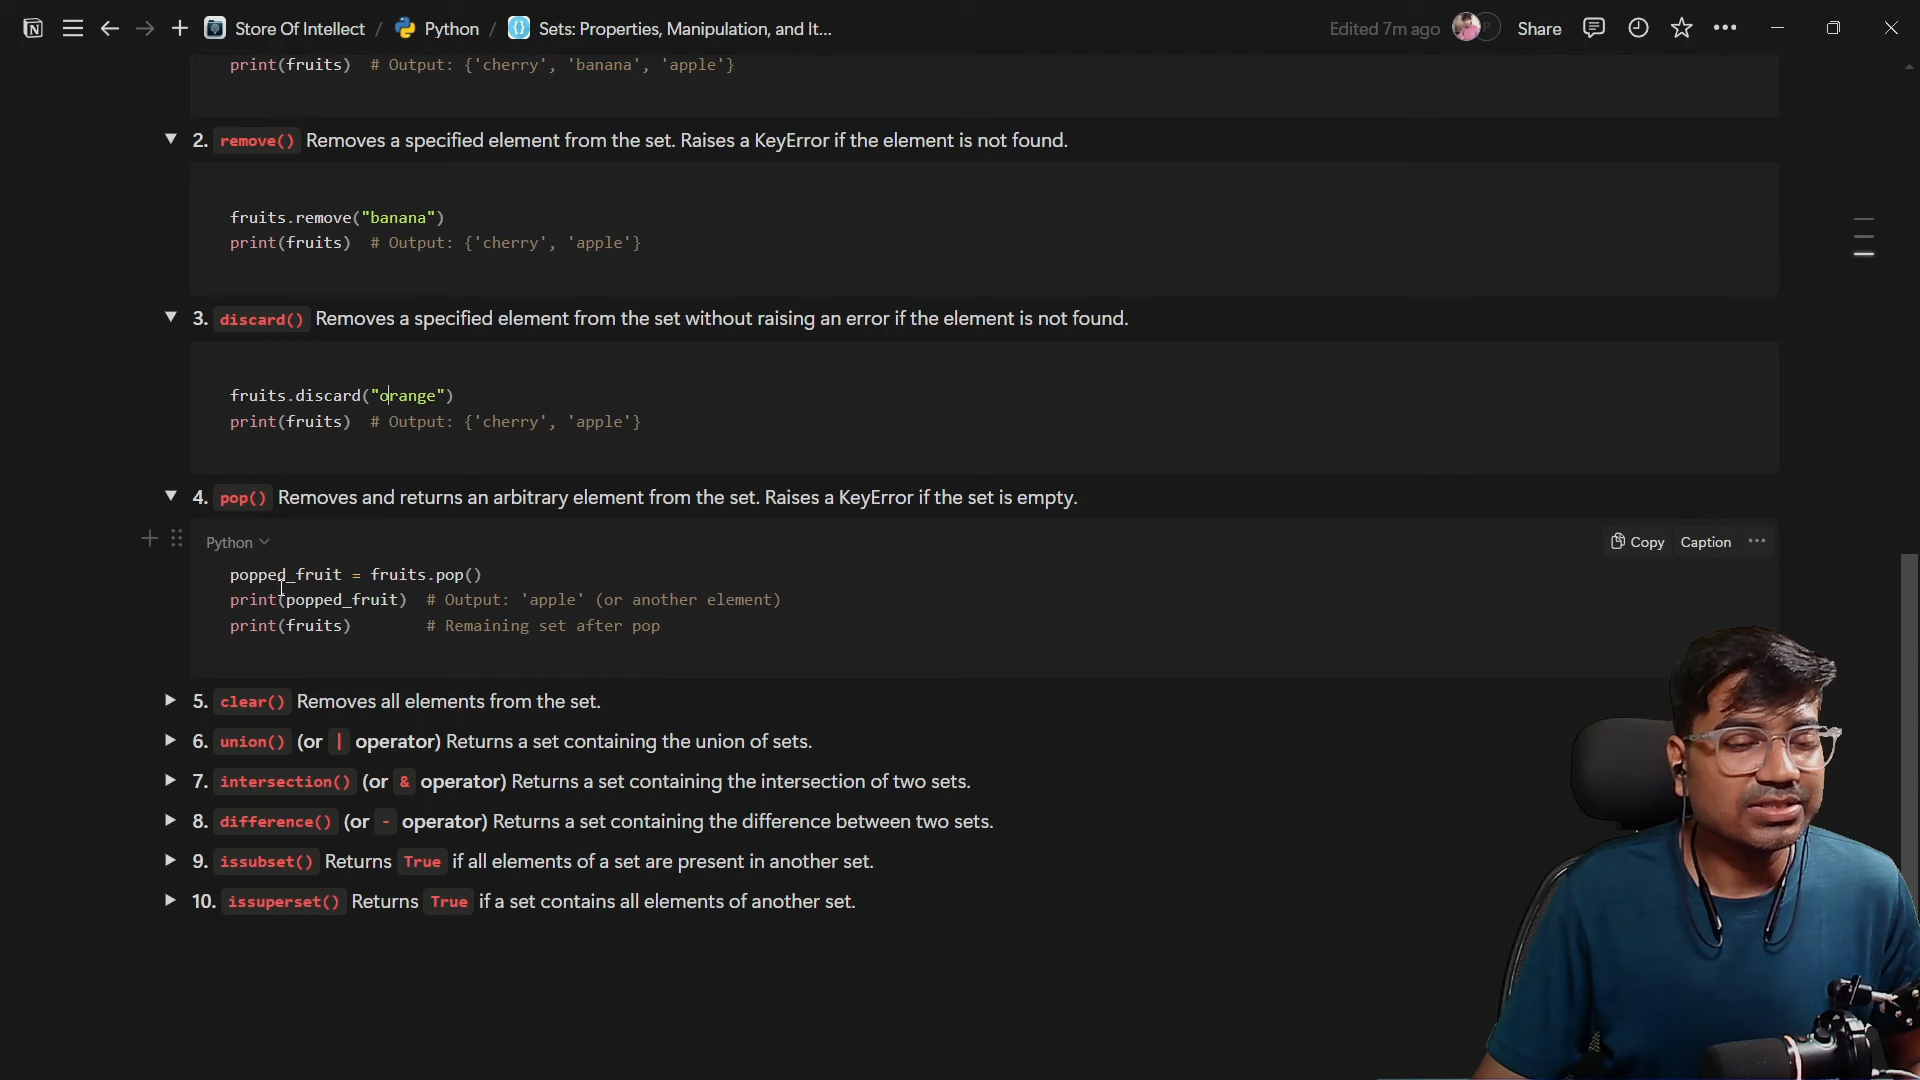 Store Of Intellect / Python / Sets: Properties, Manipulation, and It... Edited 7m ago P Share
print(fruits) # Output: {'cherry', 'banana', 'apple'}
2. remove() Removes a specified element from the set. Raises a KeyError if the element is not found.
fruits.remove("banana")
print(fruits) # Output: {'cherry', 'apple'}
3. discard() Removes a specified element from the set without raising an error if the element is not found.
fruits.discard("orange")
print(fruits) # Output: {'cherry', 'apple'}
4. pop() Removes and returns an arbitrary element from the set. Raises a KeyError if the set is empty.
Python Copy Caption
popped_fruit = fruits.pop()
print(popped_fruit) # Output: 'apple' (or another element)
print(fruits) # Remaining set after pop
5. clear() Removes all elements from the set.
6. union() (or | operator) Returns a set containing the union of sets.
7. intersection() (or & operator) Returns a set containing the intersection of two sets.
8. difference() (or - operator) Returns a set containing the difference between two sets.
9. issubset() Returns True if all elements of a set are present in another set.
10. issuperset() Returns True if a set contains all elements of another set.